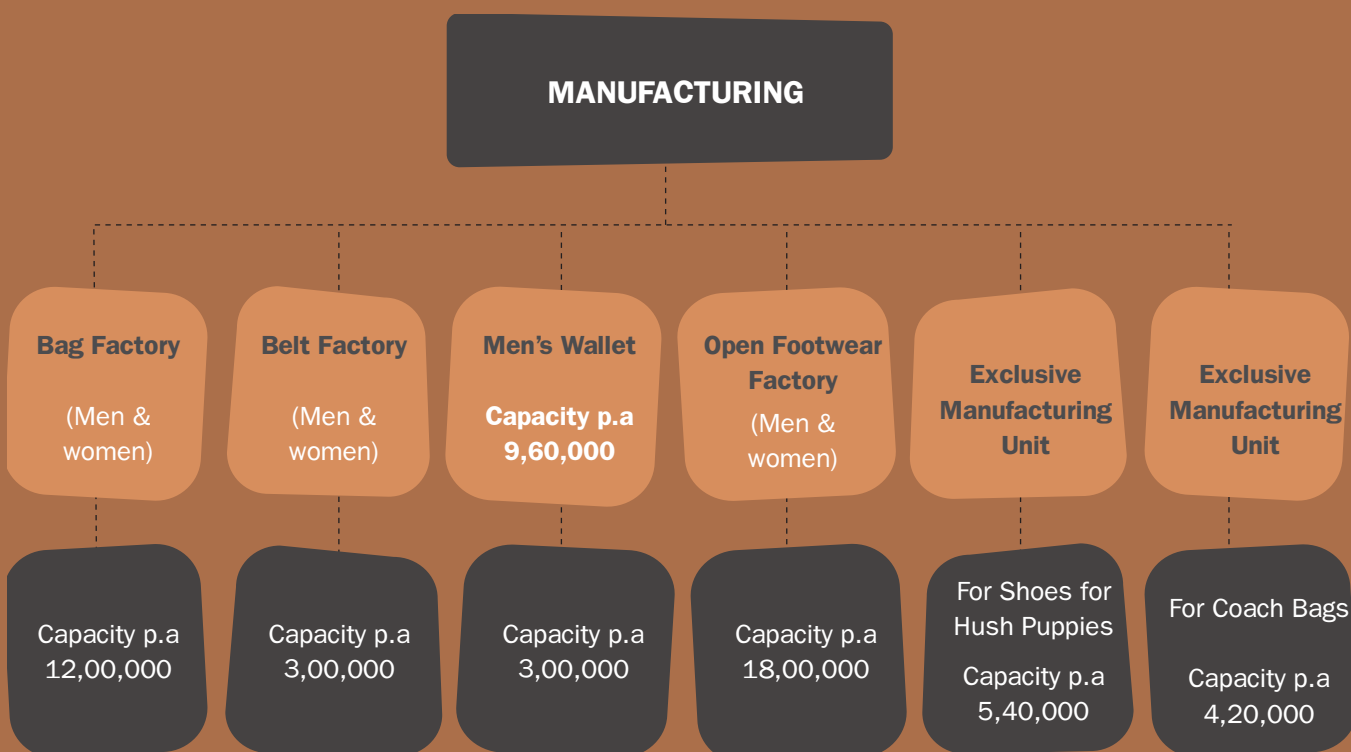 MANUFACTURING
Bag Factory
(Men &
women)
Belt Factory
(Men &
women)
Men's Wallet
Capacity p.a
9,60,000
Open Footwear
Factory
(Men &
women)
Exclusive
Manufacturing
Unit
Exclusive
Manufacturing
Unit
Capacity p.a
12,00,000
Capacity p.a
3,00,000
Capacity p.a
3,00,000
Capacity p.a
18,00,000
For Shoes for
Hush Puppies
Capacity p.a
5,40,000
For Coach Bags
Capacity p.a
4,20,000